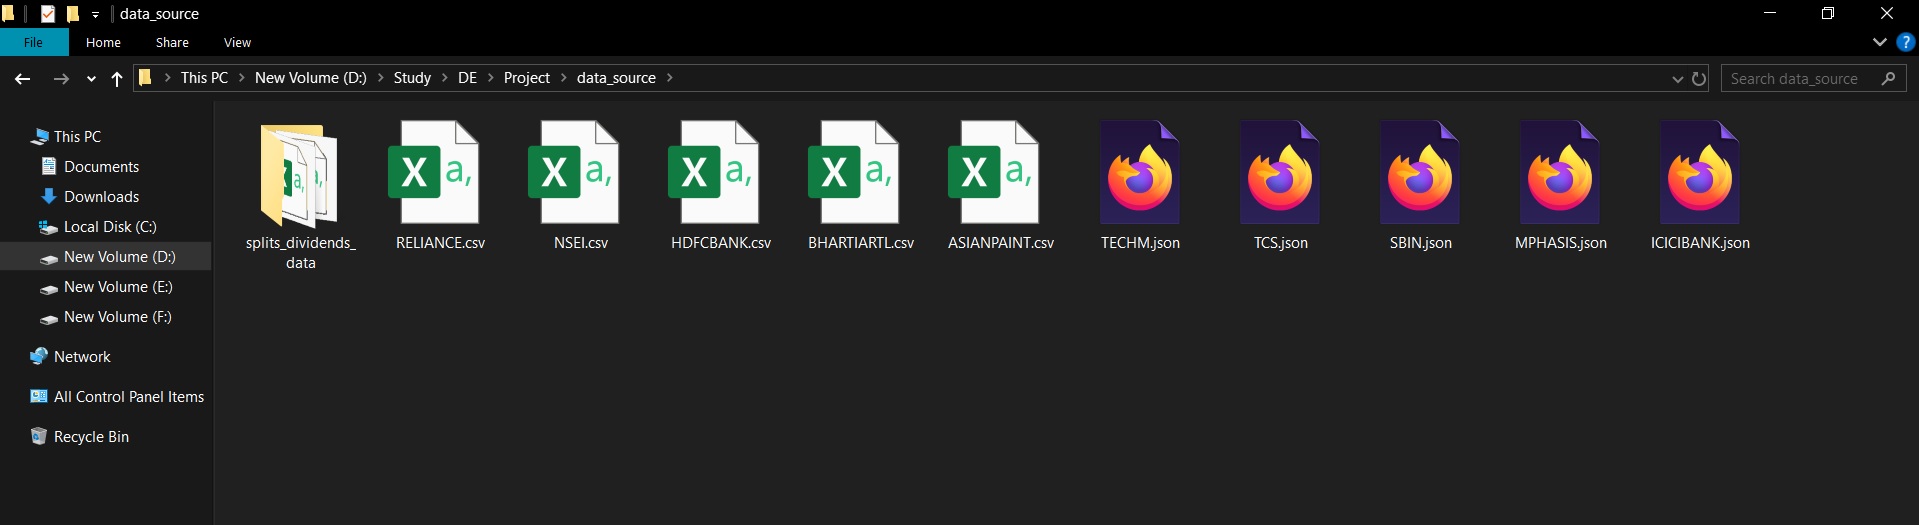 data_source
File Home Share View
This PC New Volume (D:) Study DE Project data_source
Search data_source
This PC
Documents
Downloads
Local Disk (C:)
New Volume (D:)
New Volume (E:)
New Volume (F:)
Network
All Control Panel Items
Recycle Bin
splits_dividends_
data
RELIANCE.csv
NSEI.csv
HDFCBANK.csv
BHARTIARTL.csv
ASIANPAINT.csv
TECHM.json
TCS.json
SBIN.json
MPHASIS.json
ICICIBANK.json